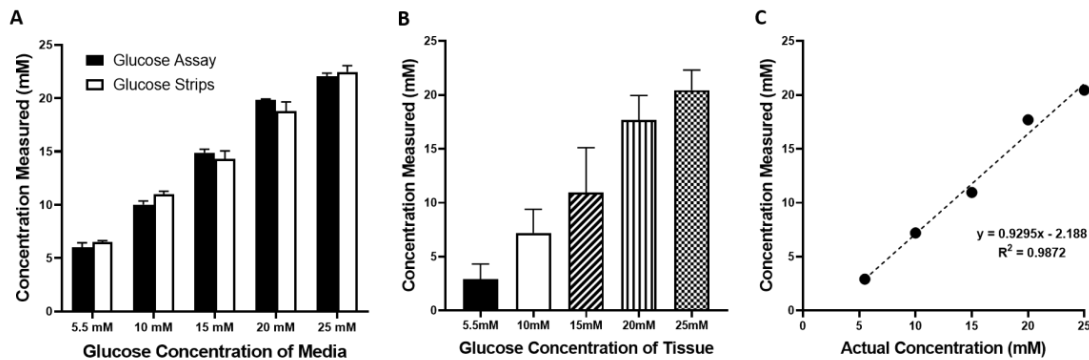 A
Concentration Measured (mM)
25
20
15
10
5
0
Glucose Assay
Glucose Strips
5.5 mM
10 mM
15 mM
20 mM
25 mM
Glucose Concentration of Media
B
Concentration Measured (mM)
25
20
15
10
5
0
5.5mM
10mM
15mM
20mM
25mM
Glucose Concentration of Tissue
C
Concentration Measured (mM)
25
20
15
10
5
0
y = 0.9295x - 2.188
R² = 0.9872
0
5
10
15
20
25
Actual Concentration (mM)